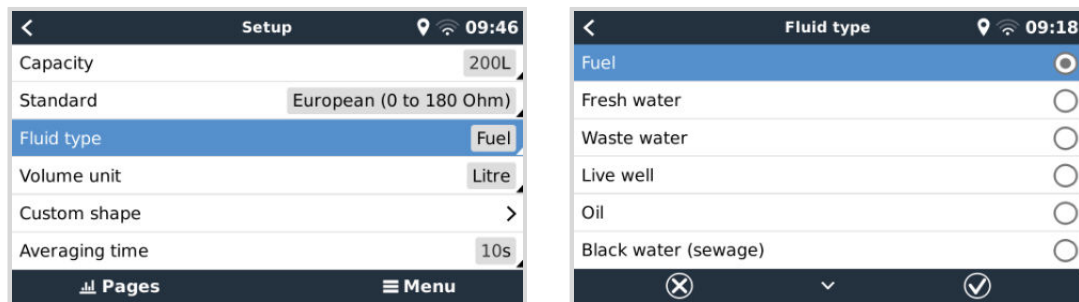 Setup 09:46
Capacity 200L
Standard European (0 to 180 Ohm)
Fluid type Fuel
Volume unit Litre
Custom shape
Averaging time 10s
Pages Menu
Fluid type 09:18
Fuel
Fresh water
Waste water
Live well
Oil
Black water (sewage)